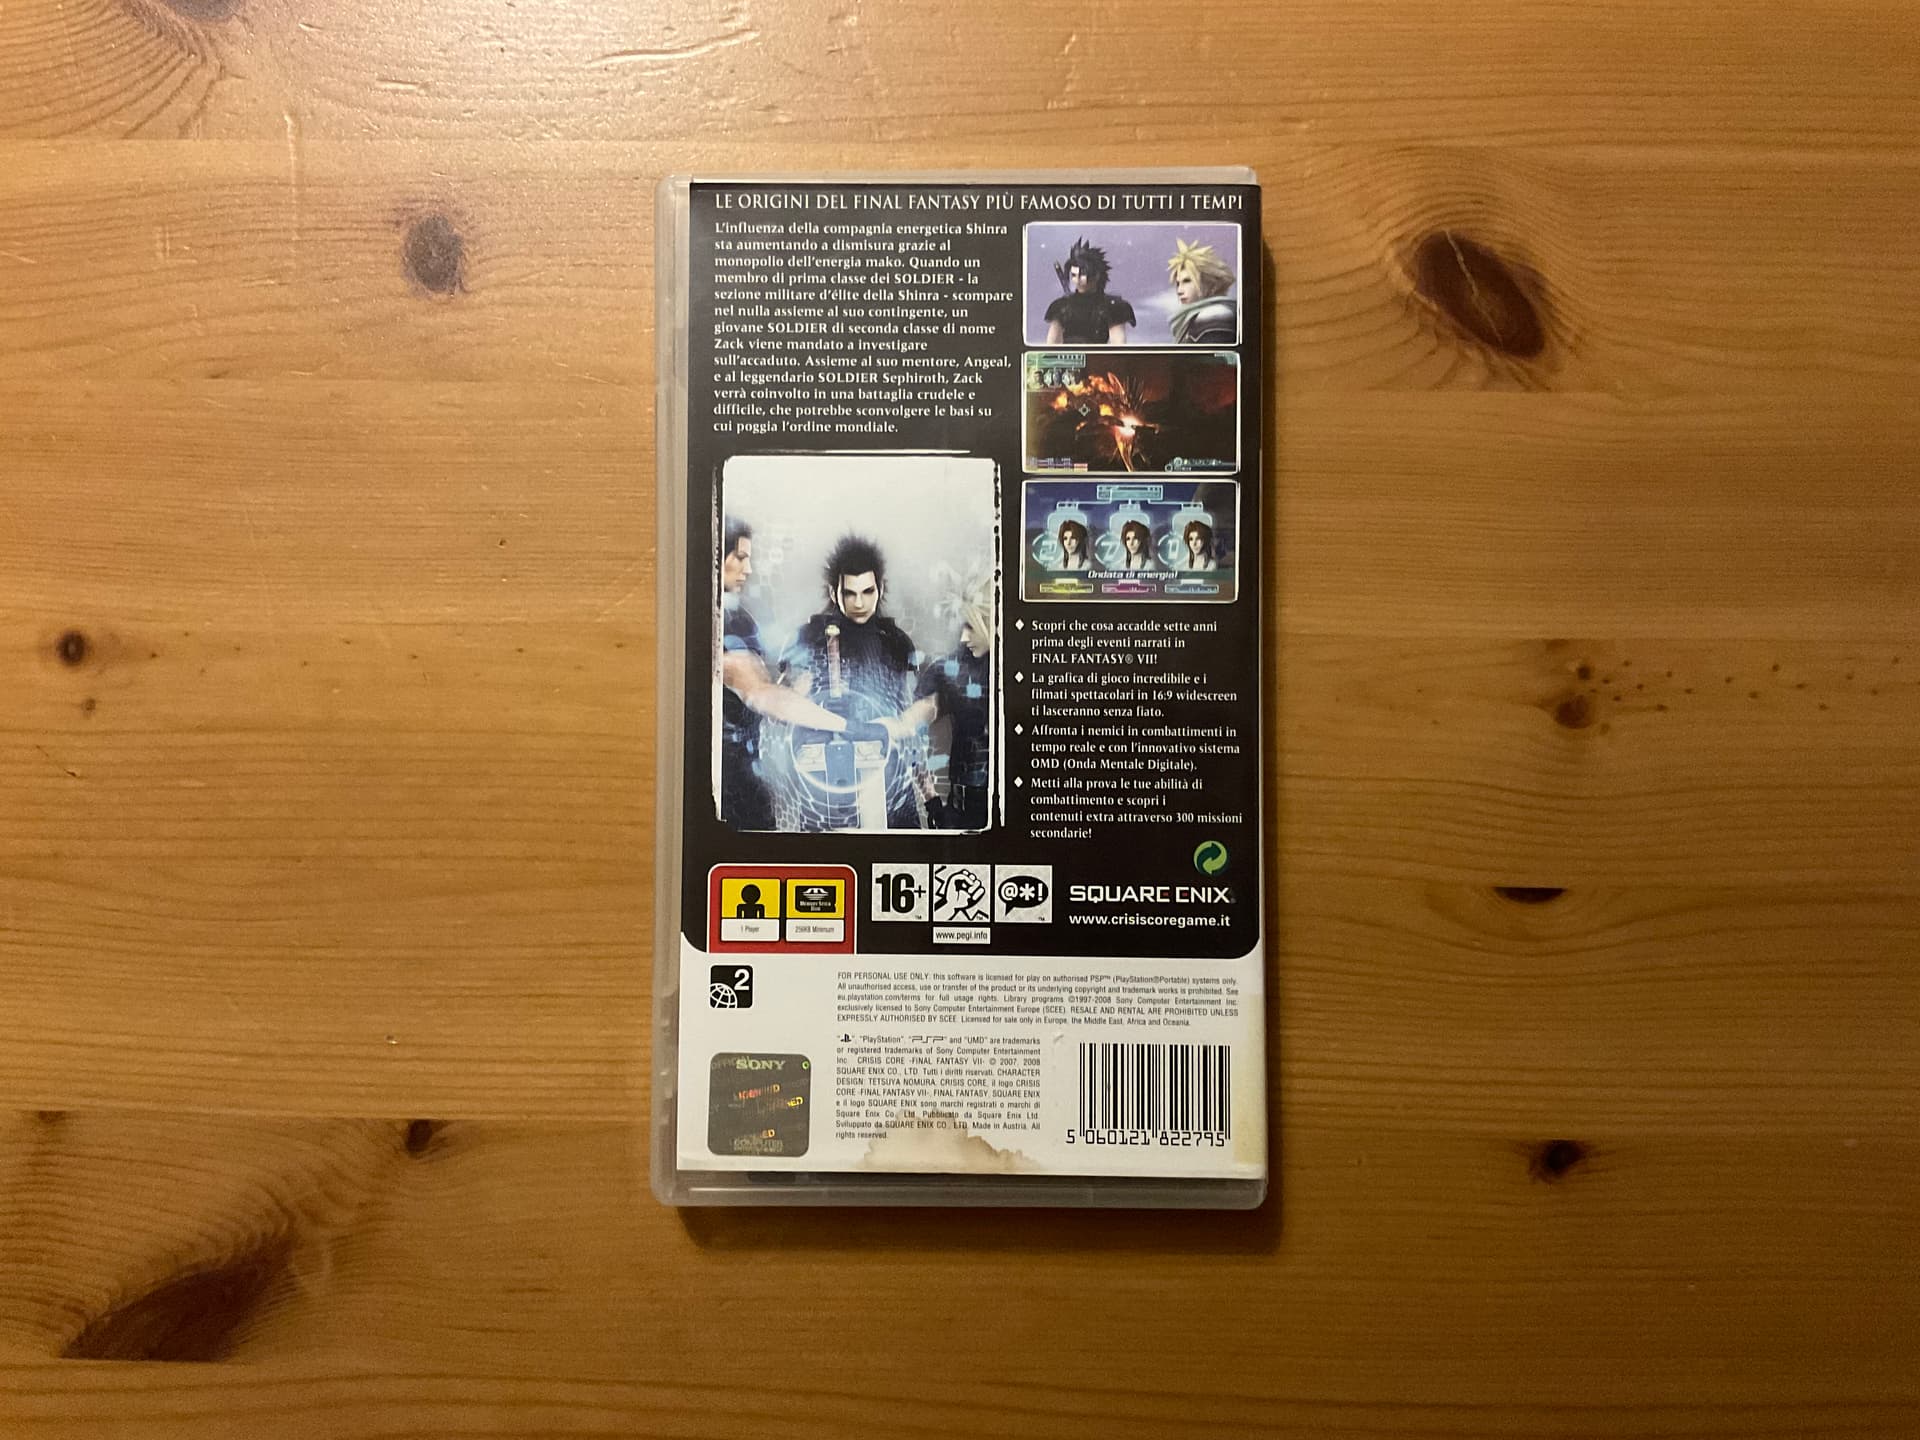 LE ORIGINI DEL FINAL FANTASY PIÙ FAMOSO DI TUTTI I TEMPI
L'influenza della compagnia energetica Shinra
sta aumentando a dismisura grazie al
monopolio dell'energia mako. Quando un
membro di prima classe dei SOLDIER - la
sezione militare d'élite della Shinra - scompare
nel nulla assieme al suo contingente, un
giovane SOLDIER di seconda classe di nome
Zack viene mandato a investigare
sull'accaduto. Assieme al suo mentore, Angeal,
e al leggendario SOLDIER Sephiroth, Zack
verrà coinvolto in una battaglia crudele e
difficile, che potrebbe sconvolgere le basi su
cui poggia l'ordine mondiale.
2 7 1
Ondata di energia!
Scopri che cosa accadde sette anni
prima degli eventi narrati in
FINAL FANTASY® VII!
La grafica di gioco incredibile e i
filmati spettacolari in 16:9 widescreen
ti lasceranno senza fiato.
Affronta i nemici in combattimenti in
tempo reale e con l'innovativo sistema
OMD (Onda Mentale Digitale).
Metti alla prova le tue abilità di
combattimento e scopri i
contenuti extra attraverso 300 missioni
secondarie!
1 Player
MEMORY STICK
DUO
256KB Minimum
16+
™
@*!
www.pegi.info
SQUARE ENIX.
www.crisiscoregame.it
2
FOR PERSONAL USE ONLY: this software is licensed for play on authorised PSP™ (PlayStation®Portable) systems only.
All unauthorised access, use or transfer of the product or its underlying copyright and trademark works is prohibited. See
eu.playstation.com/terms for full usage rights. Library programs ©1997-2008 Sony Computer Entertainment Inc.
exclusively licensed to Sony Computer Entertainment Europe (SCEE). RESALE AND RENTAL ARE PROHIBITED UNLESS
EXPRESSLY AUTHORISED BY SCEE. Licensed for sale only in Europe, the Middle East, Africa and Oceania.
"", "PlayStation", "PSP" and "UMD" are trademarks
or registered trademarks of Sony Computer Entertainment
Inc. CRISIS CORE -FINAL FANTASY VII- © 2007, 2008
SQUARE ENIX CO., LTD. Tutti i diritti riservati. CHARACTER
DESIGN: TETSUYA NOMURA. CRISIS CORE, il logo CRISIS
CORE -FINAL FANTASY VII-, FINAL FANTASY, SQUARE ENIX
e il logo SQUARE ENIX sono marchi registrati o marchi di
Square Enix Co., Ltd. Pubblicato da Square Enix Ltd.
Sviluppato da SQUARE ENIX CO., LTD. Made in Austria. All
rights reserved.
SONY
COMPUTER
ENTERTAINMENT
5 060121 822795